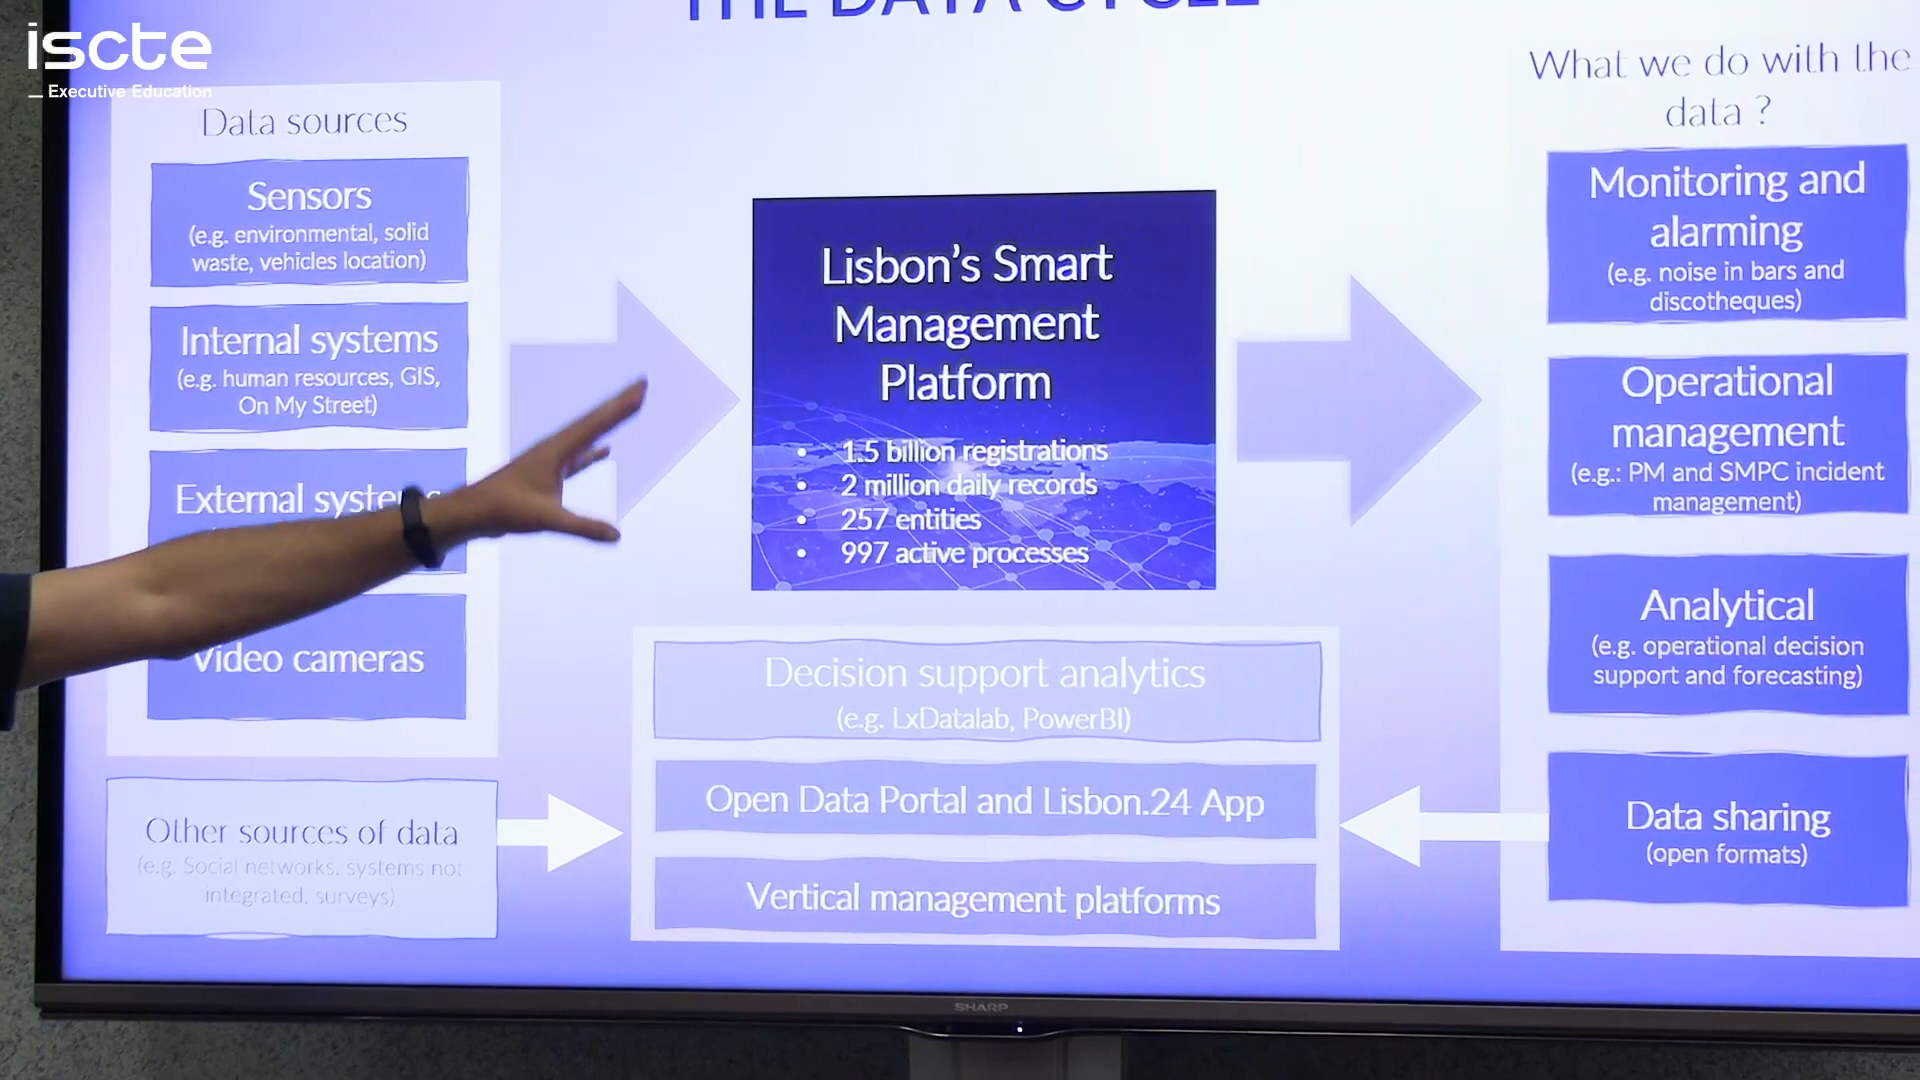 iscte
Executive Education
THE DATA CYCLE
Data sources
Sensors
(e.g. environmental, solid
waste, vehicles location)
Internal systems
(e.g. human resources, GIS,
On My Street)
External systems
Video cameras
Other sources of data
(e.g. Social networks, systems not
integrated, surveys)
Lisbon's Smart
Management
Platform
• 1.5 billion registrations
• 2 million daily records
• 257 entities
• 997 active processes
Decision support analytics
(e.g. LxDatalab, PowerBI)
Open Data Portal and Lisbon.24 App
Vertical management platforms
What we do with the
data ?
Monitoring and
alarming
(e.g. noise in bars and
discotheques)
Operational
management
(e.g.: PM and SMPC incident
management)
Analytical
(e.g. operational decision
support and forecasting)
Data sharing
(open formats)
SHARP